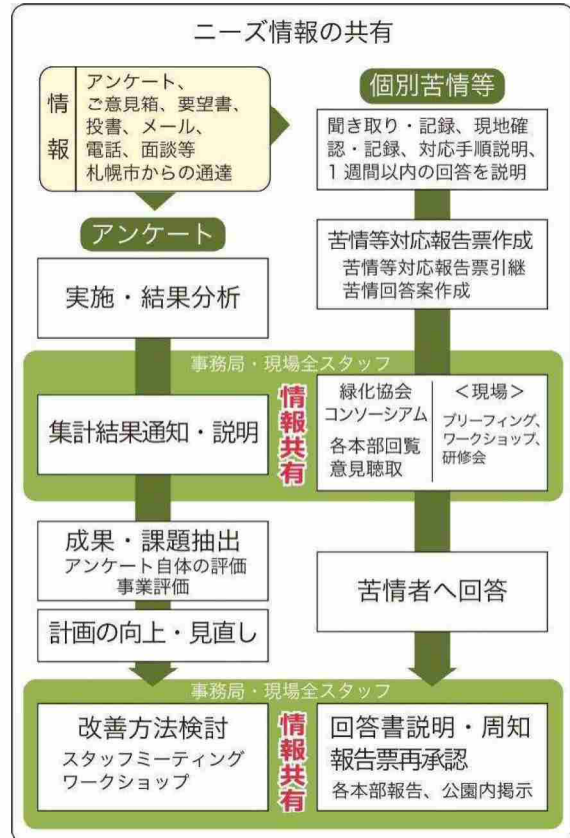 ニーズ情報の共有
情報
アンケート、
ご意見箱、要望書、
投書、メール、
電話、面談等
札幌市からの通達
個別苦情等
聞き取り・記録、現地確
認・記録、対応手順説明、
1週間以内の回答を説明
アンケート
実施・結果分析
苦情等対応報告票作成
苦情等対応報告票引継
苦情回答案作成
事務局・現場全スタッフ
集計結果通知・説明
情報共有
緑化協会
コンソーシアム
各本部回覧
意見聴取
＜現場＞
ブリーフィング、
ワークショップ、
研修会
成果・課題抽出
アンケート自体の評価
事業評価
計画の向上・見直し
苦情者へ回答
事務局・現場全スタッフ
改善方法検討
スタッフミーティング
ワークショップ
情報共有
回答書説明・周知
報告票再承認
各本部報告、公園内掲示